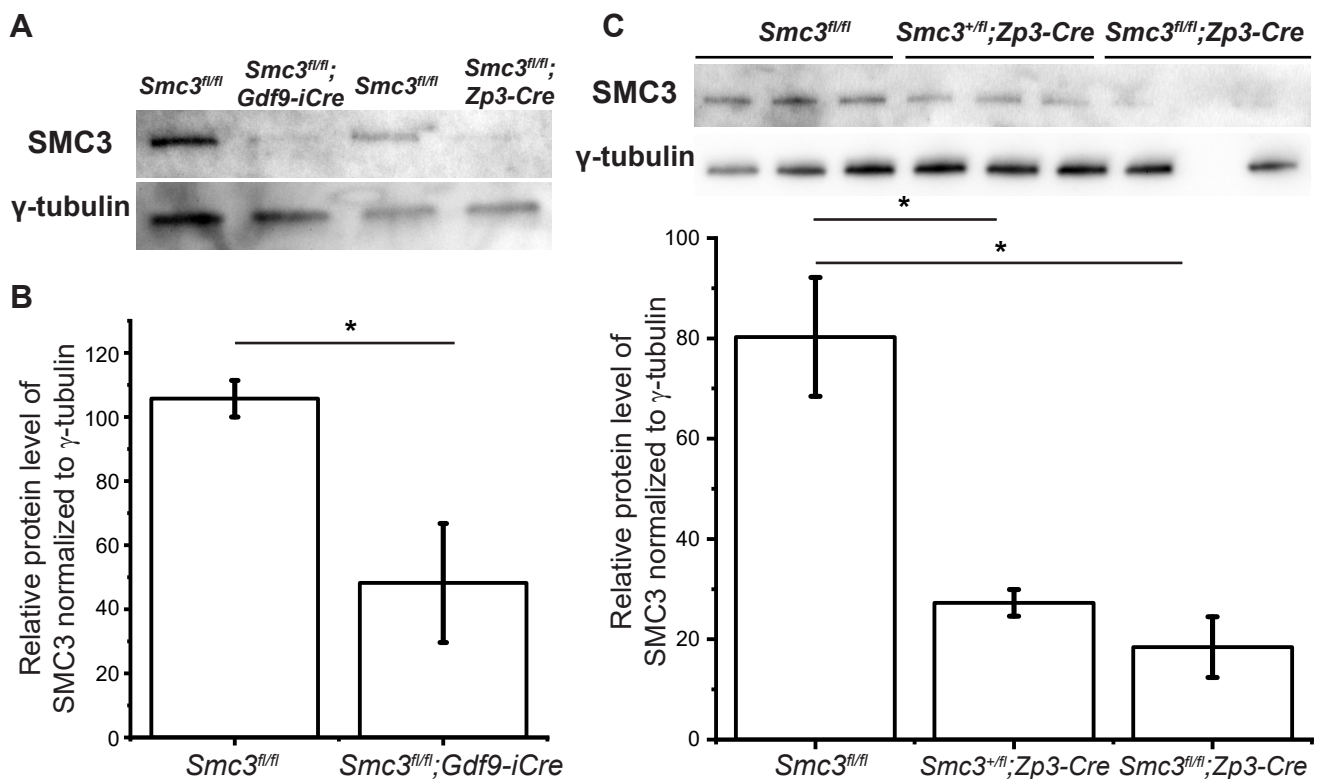 A
Smc3fl/fl
Smc3fl/fl;
Gdf9-iCre
Smc3fl/fl
Smc3fl/fl;
Zp3-Cre
SMC3
γ-tubulin
B
*
Relative protein level of
SMC3 normalized to γ-tubulin
120
100
80
60
40
20
0
Smc3fl/fl
Smc3fl/fl;Gdf9-iCre
C
Smc3fl/fl
Smc3+/fl;Zp3-Cre
Smc3fl/fl;Zp3-Cre
SMC3
γ-tubulin
*
*
Relative protein level of
SMC3 normalized to γ-tubulin
100
80
60
40
20
0
Smc3fl/fl
Smc3+/fl;Zp3-Cre
Smc3fl/fl;Zp3-Cre